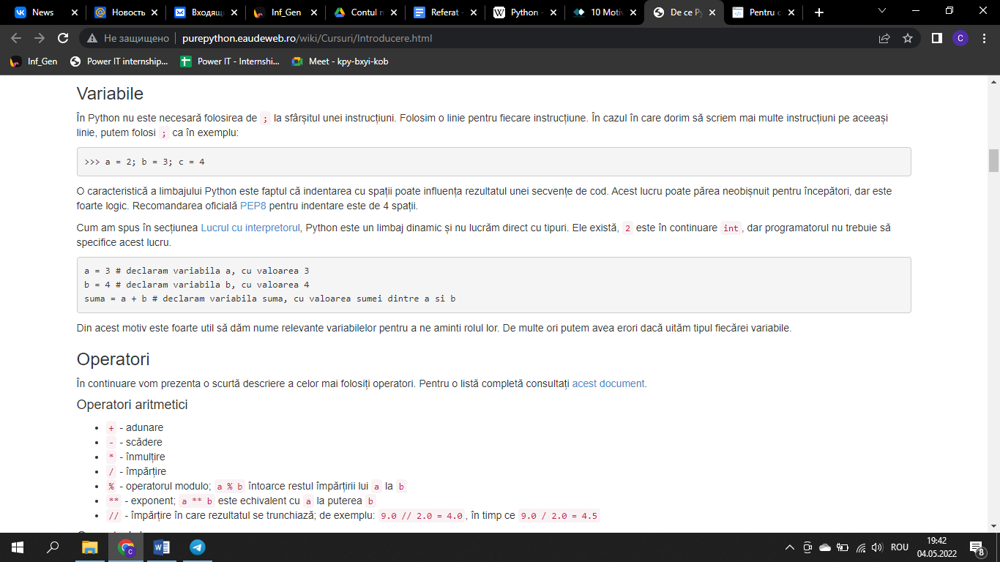 News
Новость
Входящ
Inf_Gen
Contul m
Referat -
Python -
10 Motiv
De ce Py
Pentru c
Не защищено
purepython.eaudeweb.ro/wiki/Cursuri/Introducere.html
C
Inf_Gen
Power IT internship...
Power IT - Internshi...
Meet - kpy-bxyi-kob
Variabile
În Python nu este necesară folosirea de ; la sfârșitul unei instrucțiuni. Folosim o linie pentru fiecare instrucțiune. În cazul în care dorim să scriem mai multe instrucțiuni pe aceeași
linie, putem folosi ; ca în exemplu:
>>> a = 2; b = 3; c = 4
O caracteristică a limbajului Python este faptul că indentarea cu spații poate influența rezultatul unei secvențe de cod. Acest lucru poate părea neobișnuit pentru începători, dar este
foarte logic. Recomandarea oficială PEP8 pentru indentare este de 4 spații.
Cum am spus în secțiunea Lucrul cu interpretorul, Python este un limbaj dinamic și nu lucrăm direct cu tipuri. Ele există, 2 este în continuare int, dar programatorul nu trebuie să
specifice acest lucru.
a = 3 # declaram variabila a, cu valoarea 3
b = 4 # declaram variabila b, cu valoarea 4
suma = a + b # declaram variabila suma, cu valoarea sumei dintre a si b
Din acest motiv este foarte util să dăm nume relevante variabilelor pentru a ne aminti rolul lor. De multe ori putem avea erori dacă uităm tipul fiecărei variabile.
Operatori
În continuare vom prezenta o scurtă descriere a celor mai folosiți operatori. Pentru o listă completă consultați acest document.
Operatori aritmetici
+ - adunare
- - scădere
* - înmulțire
/ - împărțire
% - operatorul modulo; a % b întoarce restul împărțirii lui a la b
** - exponent; a ** b este echivalent cu a la puterea b
// - împărțire în care rezultatul se trunchiază; de exemplu: 9.0 // 2.0 = 4.0, în timp ce 9.0 / 2.0 = 4.5
ROU
19:42
04.05.2022
8